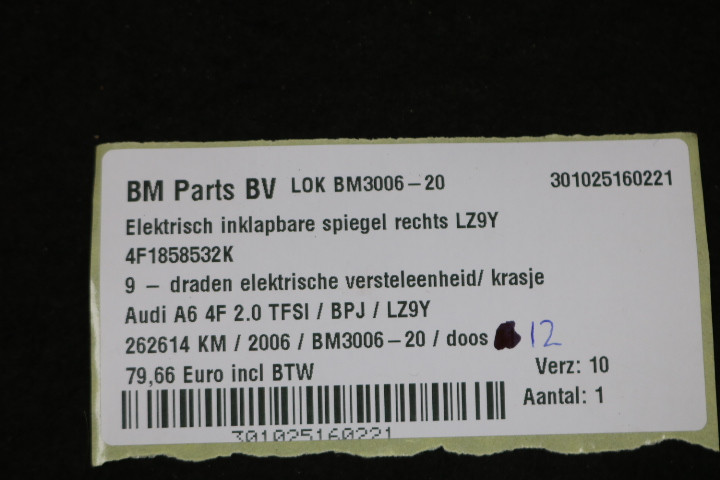 BM Parts BV LOK BM3006-20 301025160221
Elektrisch inklapbare spiegel rechts LZ9Y
4F1858532K
9 - draden elektrische versteleenheid/ krasje
Audi A6 4F 2.0 TFSI / BPJ / LZ9Y
262614 KM / 2006 / BM3006-20 / doos 12
79,66 Euro incl BTW Verz: 10
Aantal: 1
301025160221